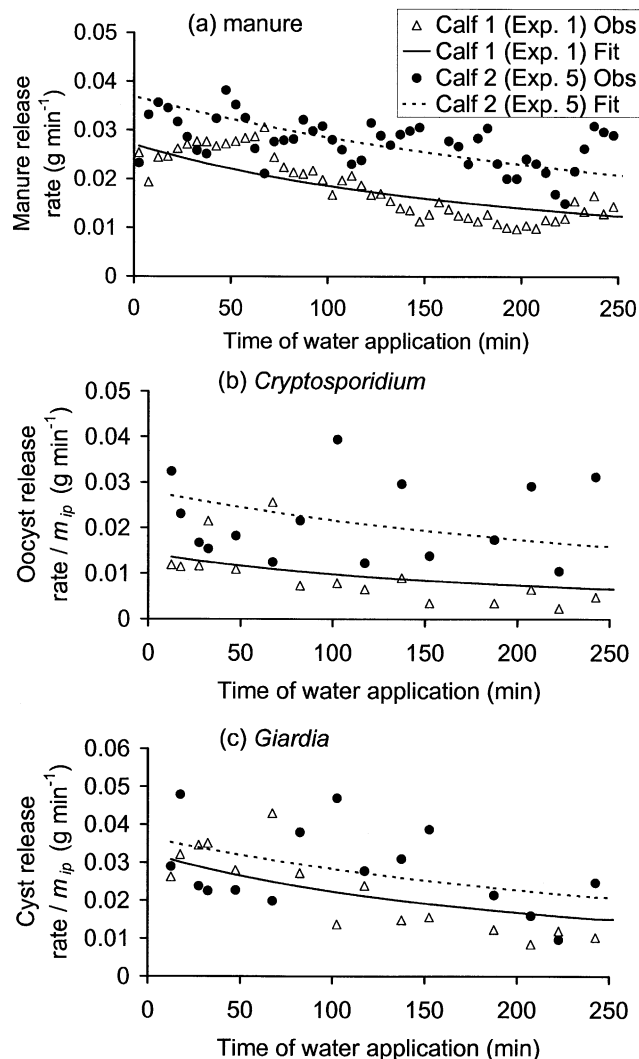 (a) manure
Calf 1 (Exp. 1) Obs
Calf 1 (Exp. 1) Fit
Calf 2 (Exp. 5) Obs
Calf 2 (Exp. 5) Fit
Manure release
rate (g min⁻¹)
0.05
0.04
0.03
0.02
0.01
0
0 50 100 150 200 250
Time of water application (min)
(b) Cryptosporidium
Oocyst release
rate / m_ip (g min⁻¹)
0.05
0.04
0.03
0.02
0.01
0
0 50 100 150 200 250
Time of water application (min)
(c) Giardia
Cyst release
rate / m_ip (g min⁻¹)
0.06
0.05
0.04
0.03
0.02
0.01
0
0 50 100 150 200 250
Time of water application (min)